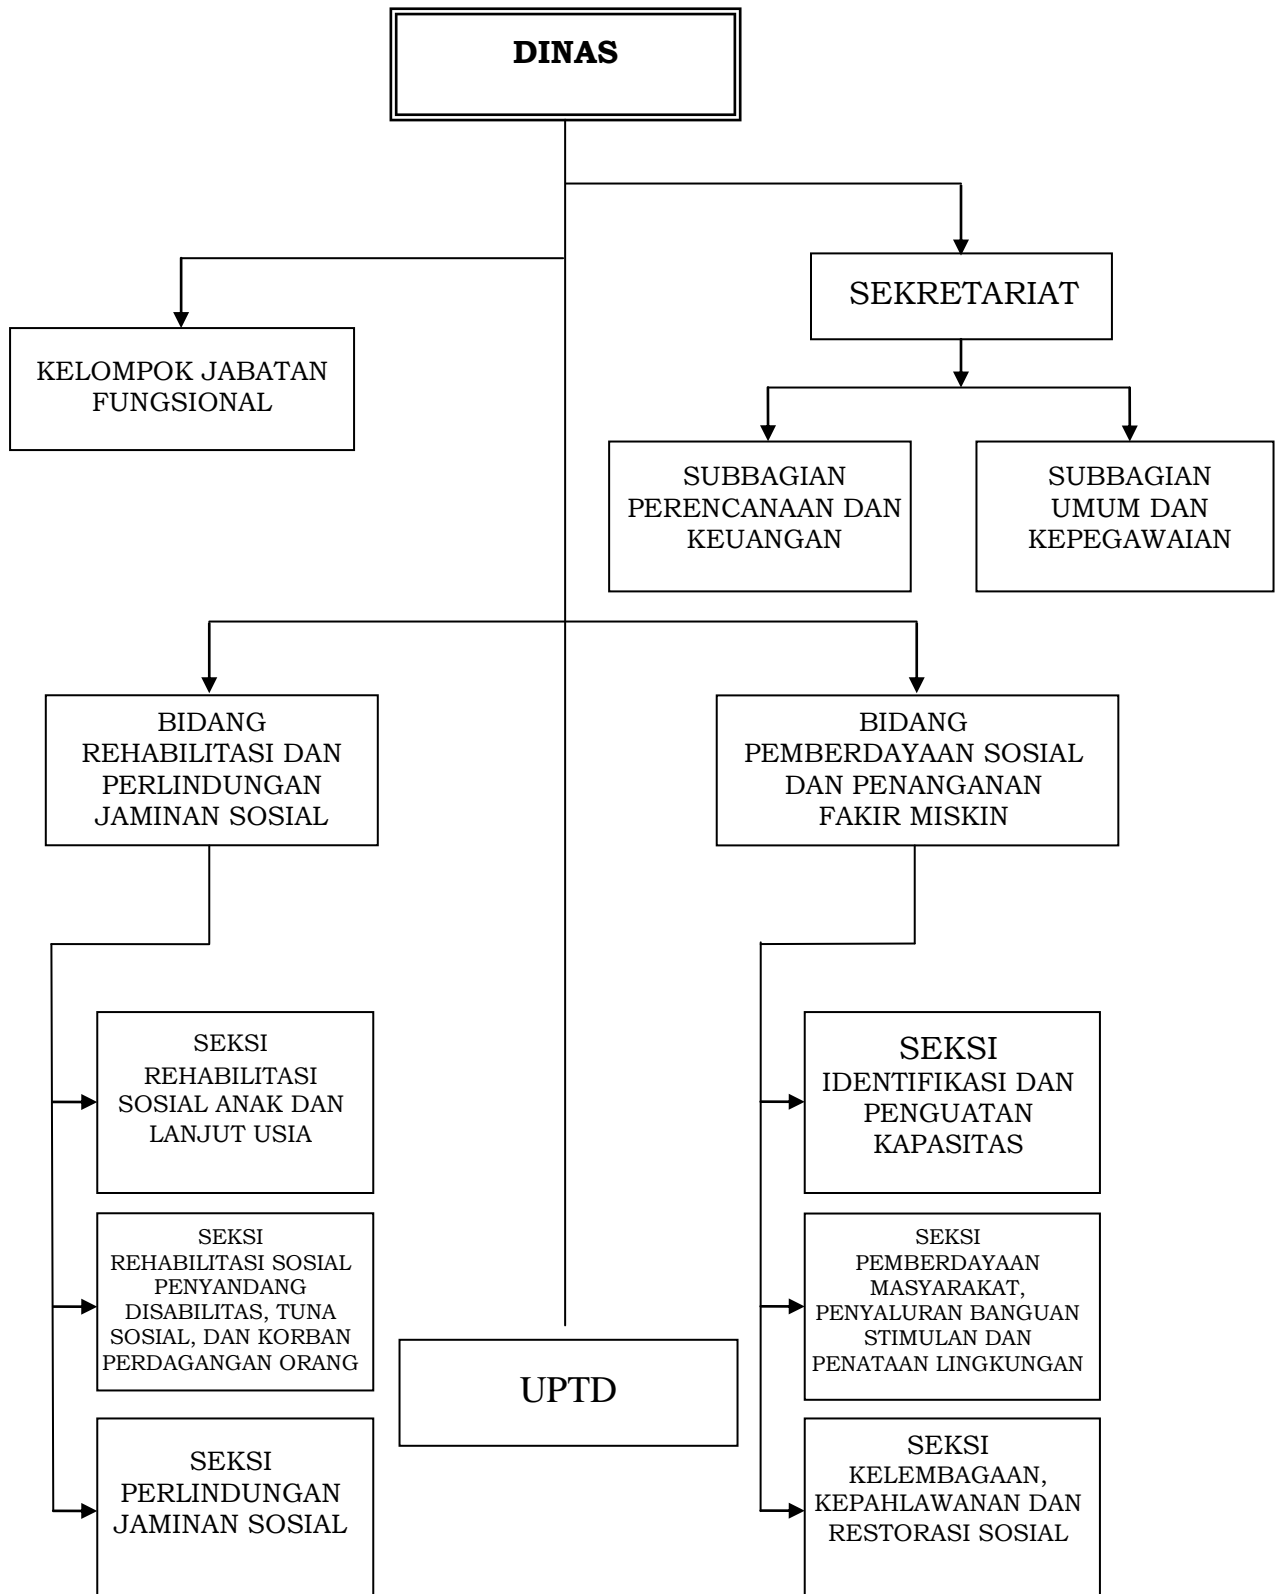 DINAS
SEKRETARIAT
KELOMPOK JABATAN
FUNGSIONAL
SUBBAGIAN
PERENCANAAN DAN
KEUANGAN
SUBBAGIAN
UMUM DAN
KEPEGAWAIAN
BIDANG
REHABILITASI DAN
PERLINDUNGAN
JAMINAN SOSIAL
BIDANG
PEMBERDAYAAN SOSIAL
DAN PENANGANAN
FAKIR MISKIN
SEKSI
REHABILITASI
SOSIAL ANAK DAN
LANJUT USIA
SEKSI
REHABILITASI SOSIAL
PENYANDANG
DISABILITAS, TUNA
SOSIAL, DAN KORBAN
PERDAGANGAN ORANG
SEKSI
PERLINDUNGAN
JAMINAN SOSIAL
UPTD
SEKSI
IDENTIFIKASI DAN
PENGUATAN
KAPASITAS
SEKSI
PEMBERDAYAAN
MASYARAKAT,
PENYALURAN BANGUAN
STIMULAN DAN
PENATAAN LINGKUNGAN
SEKSI
KELEMBAGAAN,
KEPAHLAWANAN DAN
RESTORASI SOSIAL